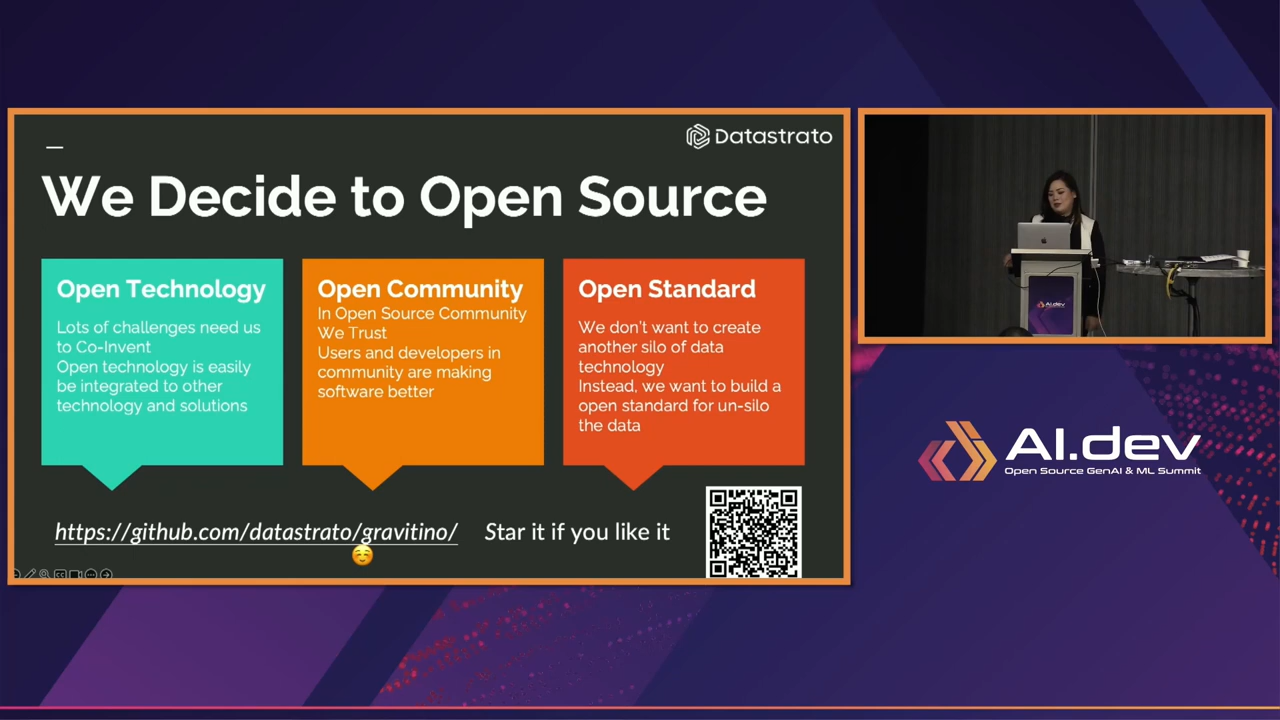 Datastrato
We Decide to Open Source
Open Technology
Lots of challenges need us
to Co-Invent
Open technology is easily
be integrated to other
technology and solutions
Open Community
In Open Source Community
We Trust
Users and developers in
community are making
software better
Open Standard
We don't want to create
another silo of data
technology
Instead, we want to build a
open standard for un-silo
the data
https://github.com/datastrato/gravitino/ Star it if you like it
AI.dev
AI.dev
Open Source GenAI & ML Summit